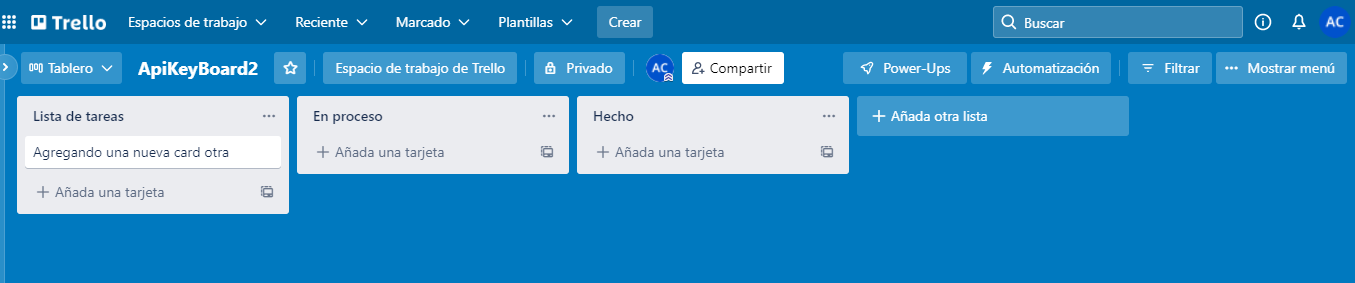 Trello Espacios de trabajo Reciente Marcado Plantillas Crear Buscar AC
Tablero ApiKeyBoard2 Espacio de trabajo de Trello Privado AC Compartir Power-Ups Automatización Filtrar Mostrar menú
Lista de tareas
Agregando una nueva card otra
+ Añada una tarjeta
En proceso
+ Añada una tarjeta
Hecho
+ Añada una tarjeta
+ Añada otra lista